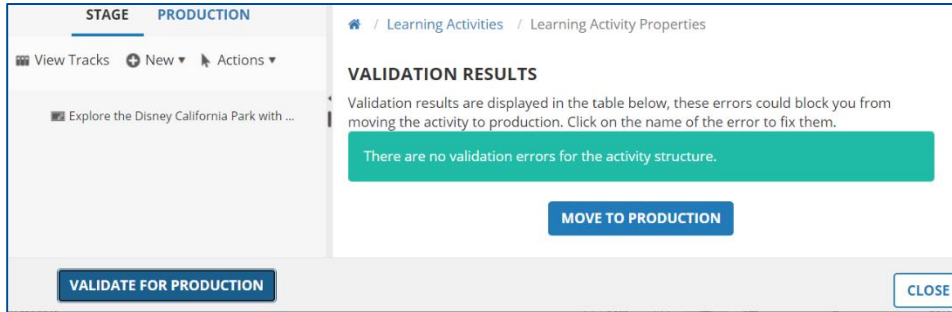 STAGE PRODUCTION
View Tracks New Actions
Explore the Disney California Park with ...
/ Learning Activities / Learning Activity Properties
VALIDATION RESULTS
Validation results are displayed in the table below, these errors could block you from
moving the activity to production. Click on the name of the error to fix them.
There are no validation errors for the activity structure.
MOVE TO PRODUCTION
VALIDATE FOR PRODUCTION
CLOSE